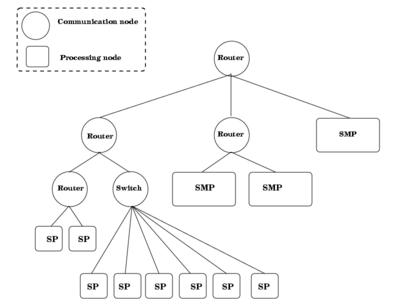 Communication node
Processing node
Router
Router
Router
SMP
Router
Switch
SMP
SMP
SP
SP
SP
SP
SP
SP
SP
SP